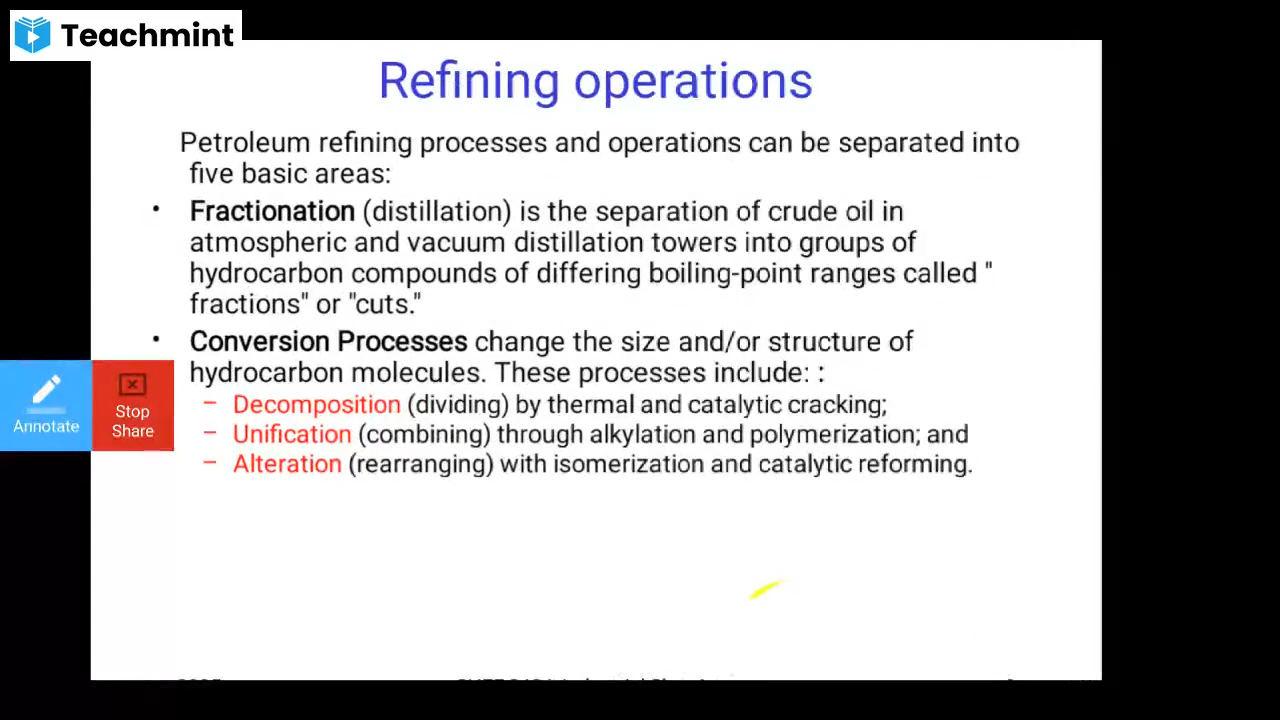 Teachmint
Refining operations
Petroleum refining processes and operations can be separated into
five basic areas:
• Fractionation (distillation) is the separation of crude oil in
atmospheric and vacuum distillation towers into groups of
hydrocarbon compounds of differing boiling-point ranges called "
fractions" or "cuts."
• Conversion Processes change the size and/or structure of
hydrocarbon molecules. These processes include: :
– Decomposition (dividing) by thermal and catalytic cracking;
– Unification (combining) through alkylation and polymerization; and
– Alteration (rearranging) with isomerization and catalytic reforming.
Annotate
Stop
Share